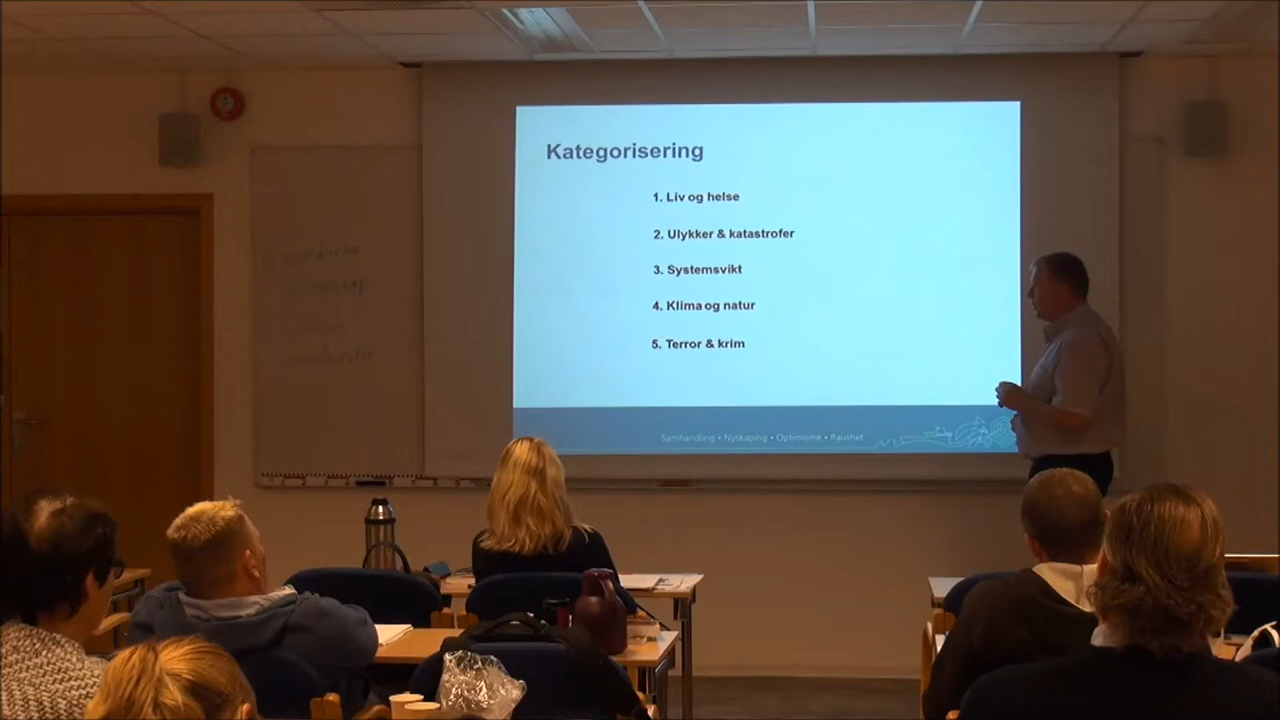 Kategorisering
1. Liv og helse
2. Ulykker & katastrofer
3. Systemsvikt
4. Klima og natur
5. Terror & krim
Samhandling • Nyskaping • Optimisme • Raushet